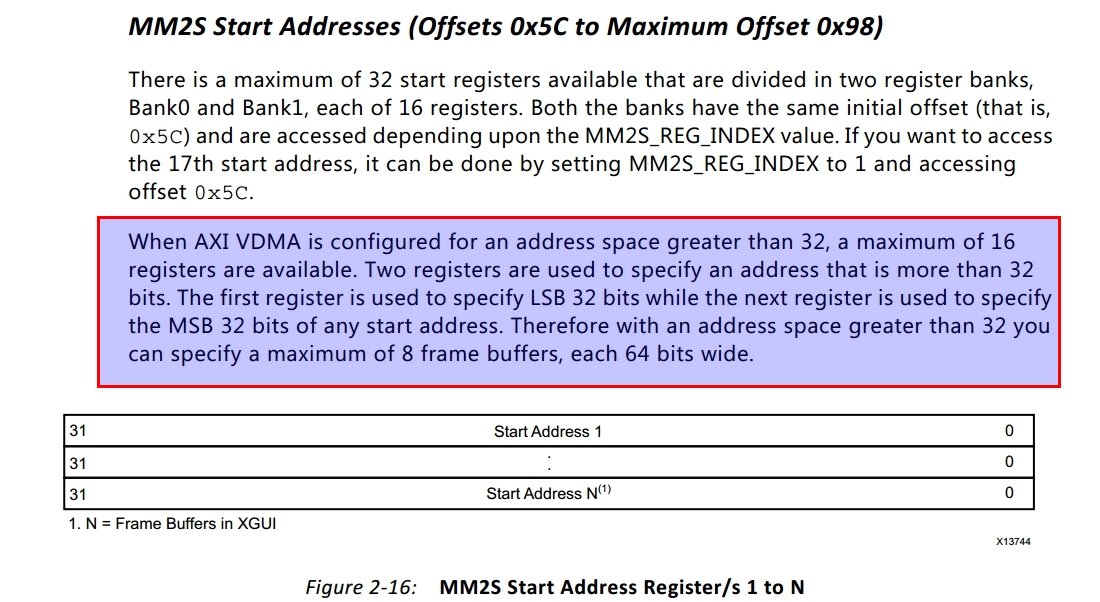 MM2S Start Addresses (Offsets 0x5C to Maximum Offset 0x98)
There is a maximum of 32 start registers available that are divided in two register banks,
Bank0 and Bank1, each of 16 registers. Both the banks have the same initial offset (that is,
0x5C) and are accessed depending upon the MM2S_REG_INDEX value. If you want to access
the 17th start address, it can be done by setting MM2S_REG_INDEX to 1 and accessing
offset 0x5C.
When AXI VDMA is configured for an address space greater than 32, a maximum of 16
registers are available. Two registers are used to specify an address that is more than 32
bits. The first register is used to specify LSB 32 bits while the next register is used to specify
the MSB 32 bits of any start address. Therefore with an address space greater than 32 you
can specify a maximum of 8 frame buffers, each 64 bits wide.
31 Start Address 1 0
31 : 0
31 Start Address N(1) 0
1. N = Frame Buffers in XGUI
X13744
Figure 2-16: MM2S Start Address Register/s 1 to N